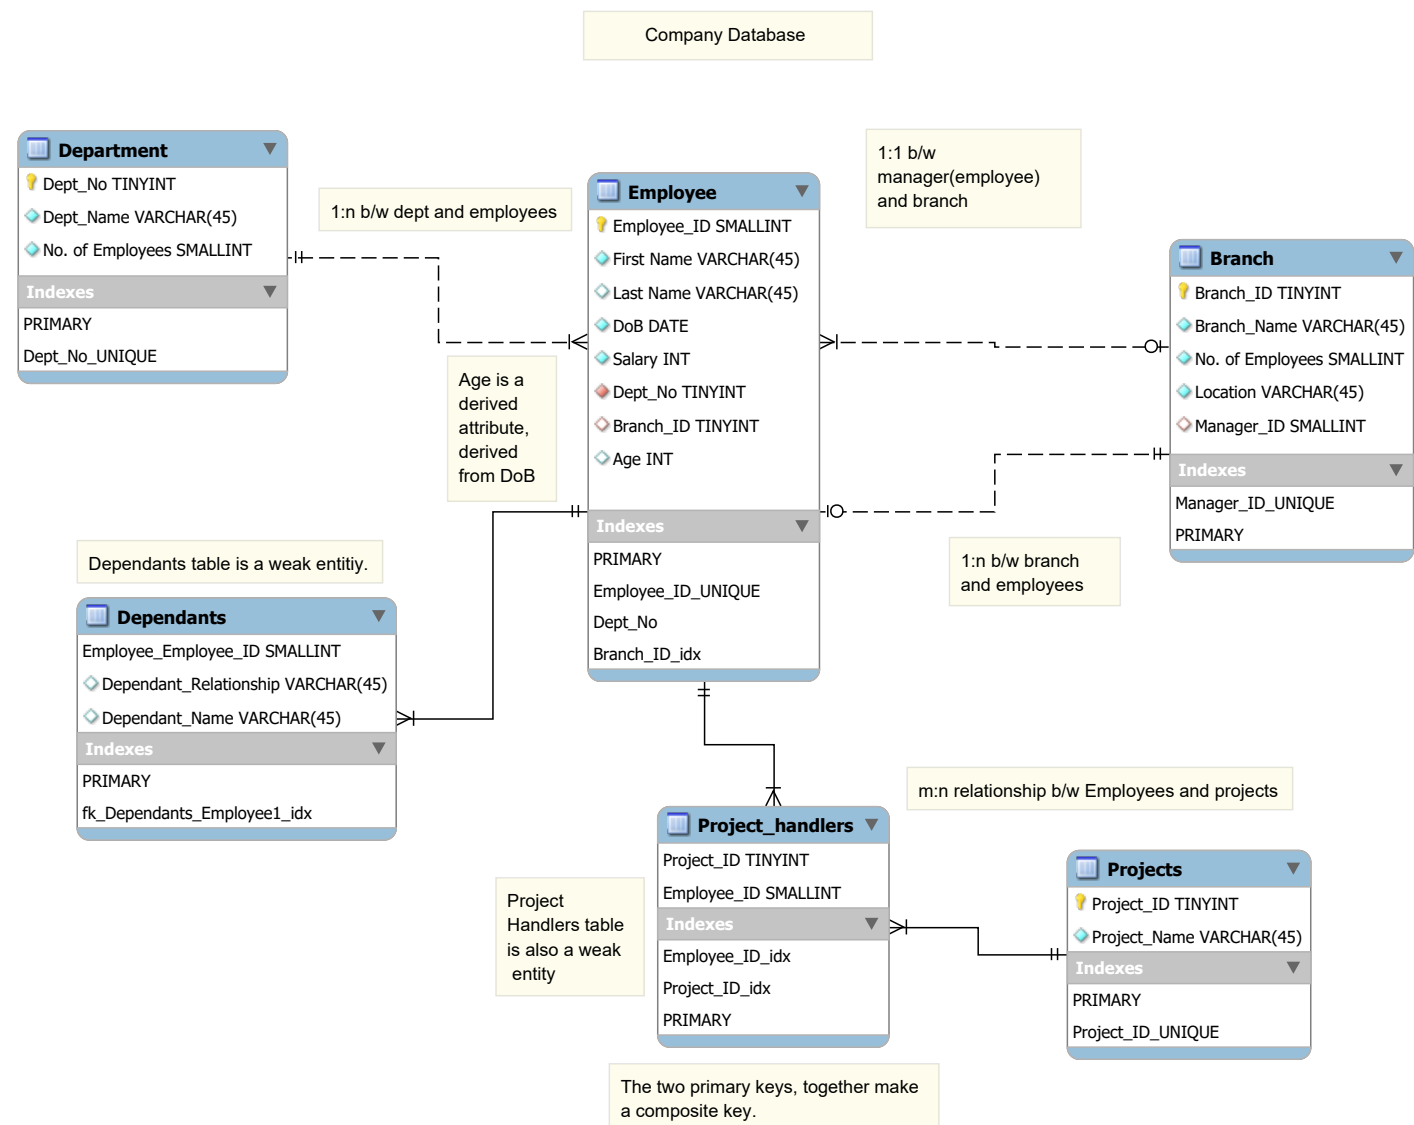 Company Database
Department
Dept_No TINYINT
Dept_Name VARCHAR(45)
No. of Employees SMALLINT
Indexes
PRIMARY
Dept_No_UNIQUE
1:n b/w dept and employees
Employee
Employee_ID SMALLINT
First Name VARCHAR(45)
Last Name VARCHAR(45)
DoB DATE
Salary INT
Dept_No TINYINT
Branch_ID TINYINT
Age INT
Indexes
PRIMARY
Employee_ID_UNIQUE
Dept_No
Branch_ID_idx
1:1 b/w
manager(employee)
and branch
Branch
Branch_ID TINYINT
Branch_Name VARCHAR(45)
No. of Employees SMALLINT
Location VARCHAR(45)
Manager_ID SMALLINT
Indexes
Manager_ID_UNIQUE
PRIMARY
Age is a
derived
attribute,
derived
from DoB
1:n b/w branch
and employees
Dependants table is a weak entitiy.
Dependants
Employee_Employee_ID SMALLINT
Dependant_Relationship VARCHAR(45)
Dependant_Name VARCHAR(45)
Indexes
PRIMARY
fk_Dependants_Employee1_idx
m:n relationship b/w Employees and projects
Project_handlers
Project_ID TINYINT
Employee_ID SMALLINT
Indexes
Employee_ID_idx
Project_ID_idx
PRIMARY
Project
Handlers table
is also a weak
entity
Projects
Project_ID TINYINT
Project_Name VARCHAR(45)
Indexes
PRIMARY
Project_ID_UNIQUE
The two primary keys, together make
a composite key.